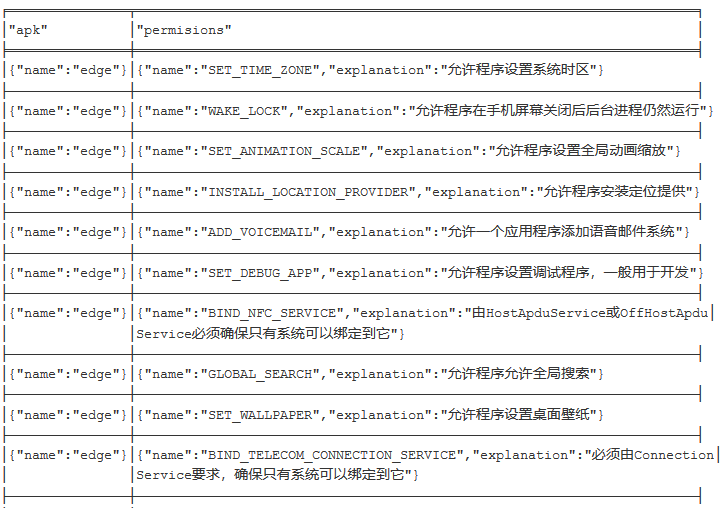 "apk" "permisions"
{"name":"edge"} {"name":"SET_TIME_ZONE","explanation":"允许程序设置系统时区"}
{"name":"edge"} {"name":"WAKE_LOCK","explanation":"允许程序在手机屏幕关闭后后台进程仍然运行"}
{"name":"edge"} {"name":"SET_ANIMATION_SCALE","explanation":"允许程序设置全局动画缩放"}
{"name":"edge"} {"name":"INSTALL_LOCATION_PROVIDER","explanation":"允许程序安装定位提供"}
{"name":"edge"} {"name":"ADD_VOICEMAIL","explanation":"允许一个应用程序添加语音邮件系统"}
{"name":"edge"} {"name":"SET_DEBUG_APP","explanation":"允许程序设置调试程序，一般用于开发"}
{"name":"edge"} {"name":"BIND_NFC_SERVICE","explanation":"由HostApduService或OffHostApdu
Service必须确保只有系统可以绑定到它"}
{"name":"edge"} {"name":"GLOBAL_SEARCH","explanation":"允许程序允许全局搜索"}
{"name":"edge"} {"name":"SET_WALLPAPER","explanation":"允许程序设置桌面壁纸"}
{"name":"edge"} {"name":"BIND_TELECOM_CONNECTION_SERVICE","explanation":"必须由Connection
Service要求，确保只有系统可以绑定到它"}